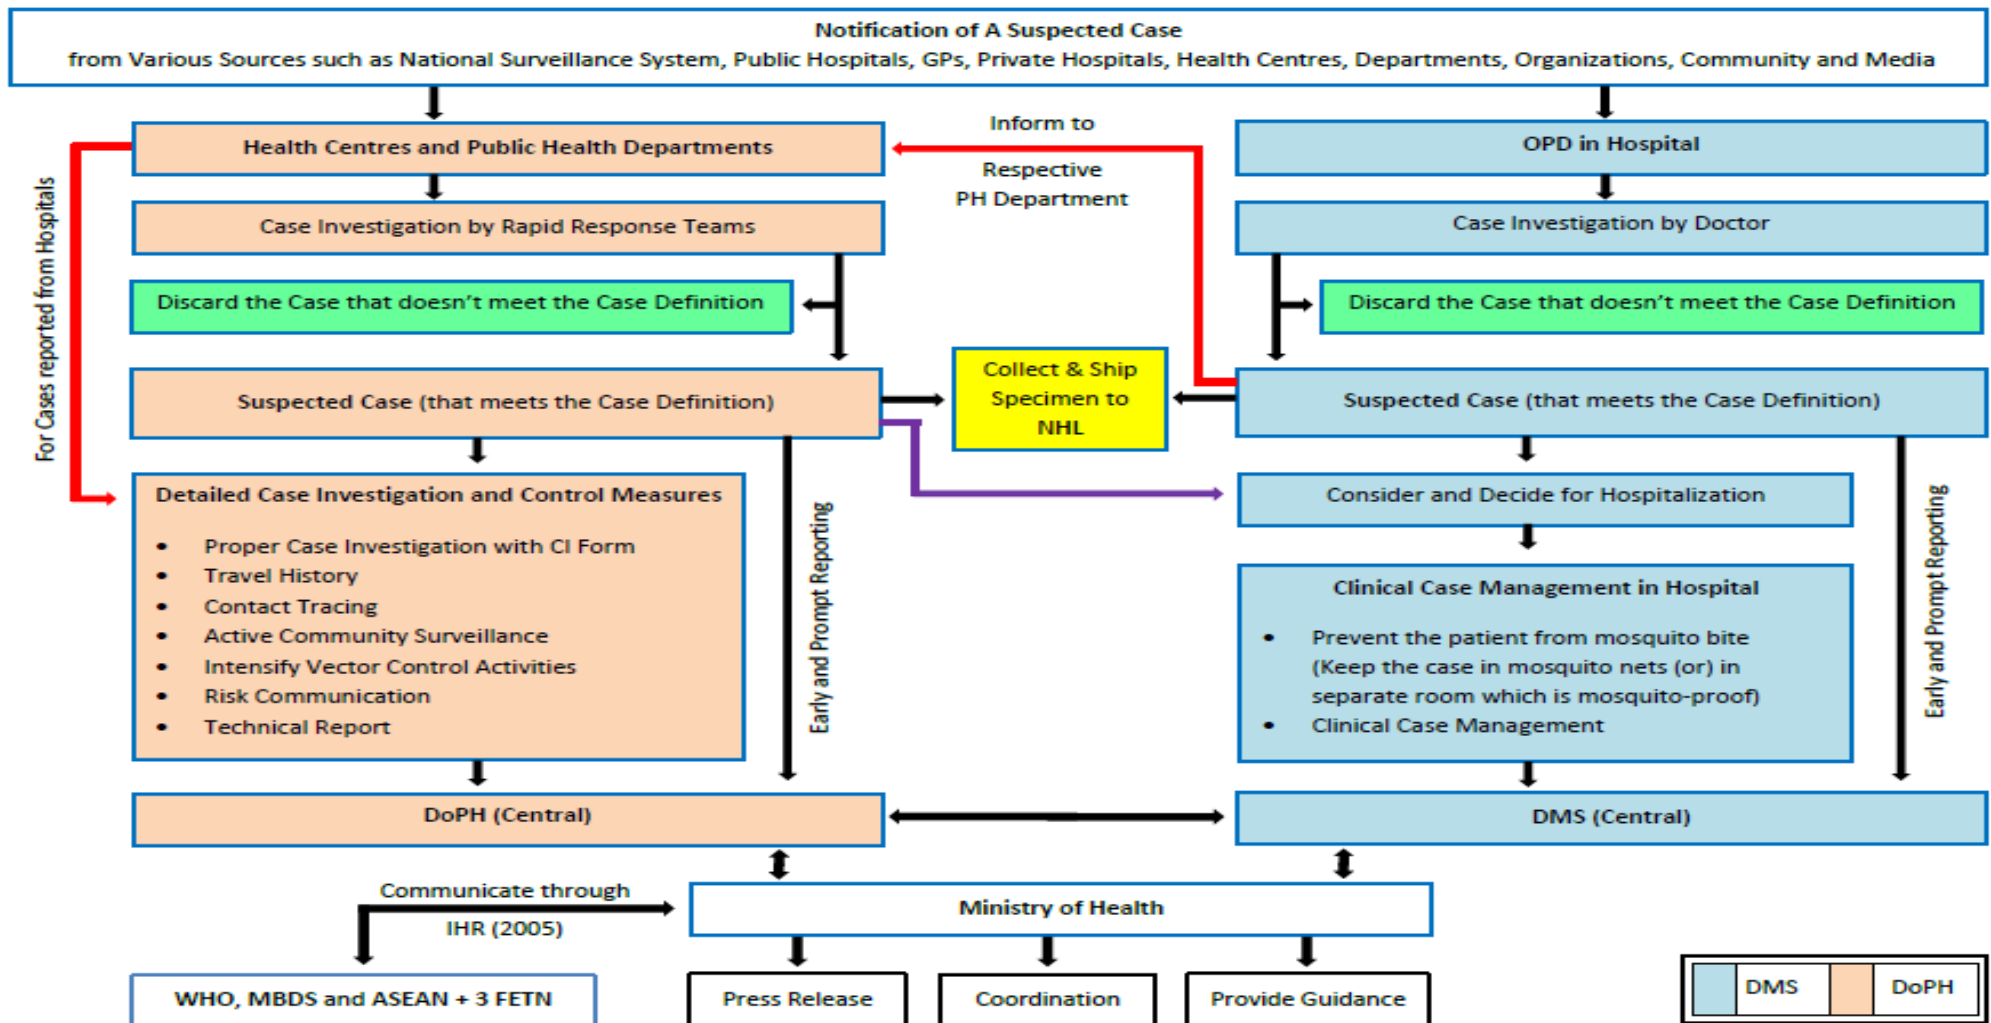 Notification of A Suspected Case
from Various Sources such as National Surveillance System, Public Hospitals, GPs, Private Hospitals, Health Centres, Departments, Organizations, Community and Media
Health Centres and Public Health Departments
Inform to
Respective
PH Department
OPD in Hospital
For Cases reported from Hospitals
Case Investigation by Rapid Response Teams
Case Investigation by Doctor
Discard the Case that doesn't meet the Case Definition
Discard the Case that doesn't meet the Case Definition
Suspected Case (that meets the Case Definition)
Collect & Ship
Specimen to
NHL
Suspected Case (that meets the Case Definition)
Detailed Case Investigation and Control Measures
• Proper Case Investigation with CI Form
• Travel History
• Contact Tracing
• Active Community Surveillance
• Intensify Vector Control Activities
• Risk Communication
• Technical Report
Early and Prompt Reporting
Consider and Decide for Hospitalization
Clinical Case Management in Hospital
• Prevent the patient from mosquito bite
(Keep the case in mosquito nets (or) in
separate room which is mosquito-proof)
• Clinical Case Management
Early and Prompt Reporting
DoPH (Central)
DMS (Central)
Communicate through
IHR (2005)
Ministry of Health
WHO, MBDS and ASEAN + 3 FETN
Press Release
Coordination
Provide Guidance
DMS
DoPH